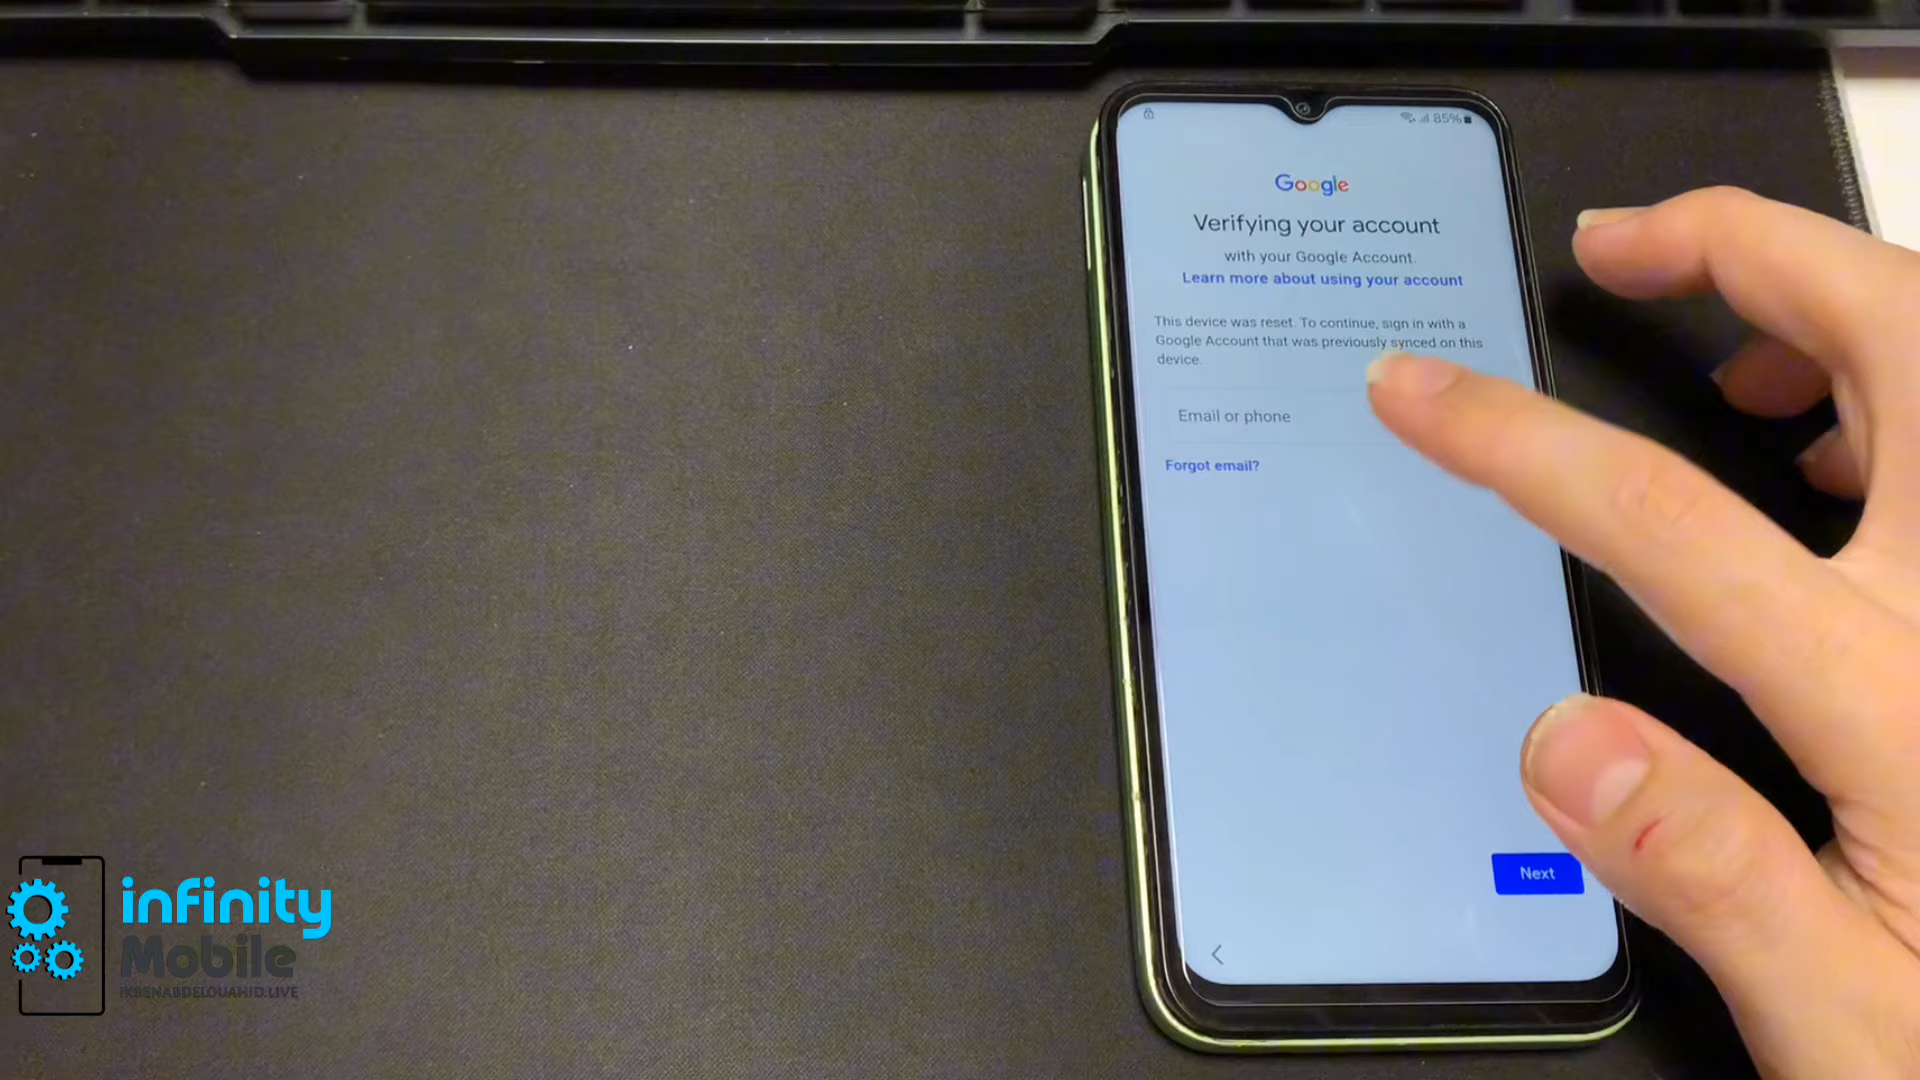 85%
Google
Verifying your account
with your Google Account.
Learn more about using your account
This device was reset. To continue, sign in with a
Google Account that was previously synced on this
device.
Email or phone
Forgot email?
Next
infinity
Mobile
IKBENABDELOUAHID.LIVE